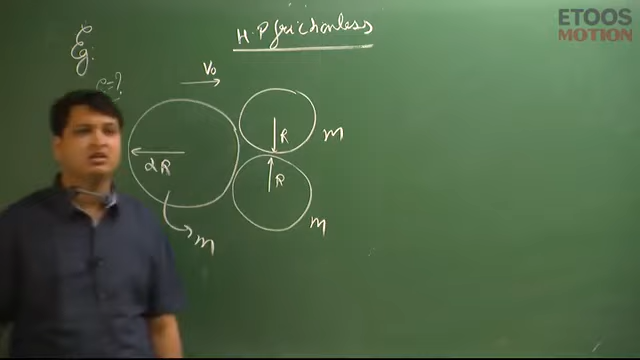 ETOOS
MOTION
Eg:
H.P frictionless
e=?
V₀
R
m
2R
R
m
m